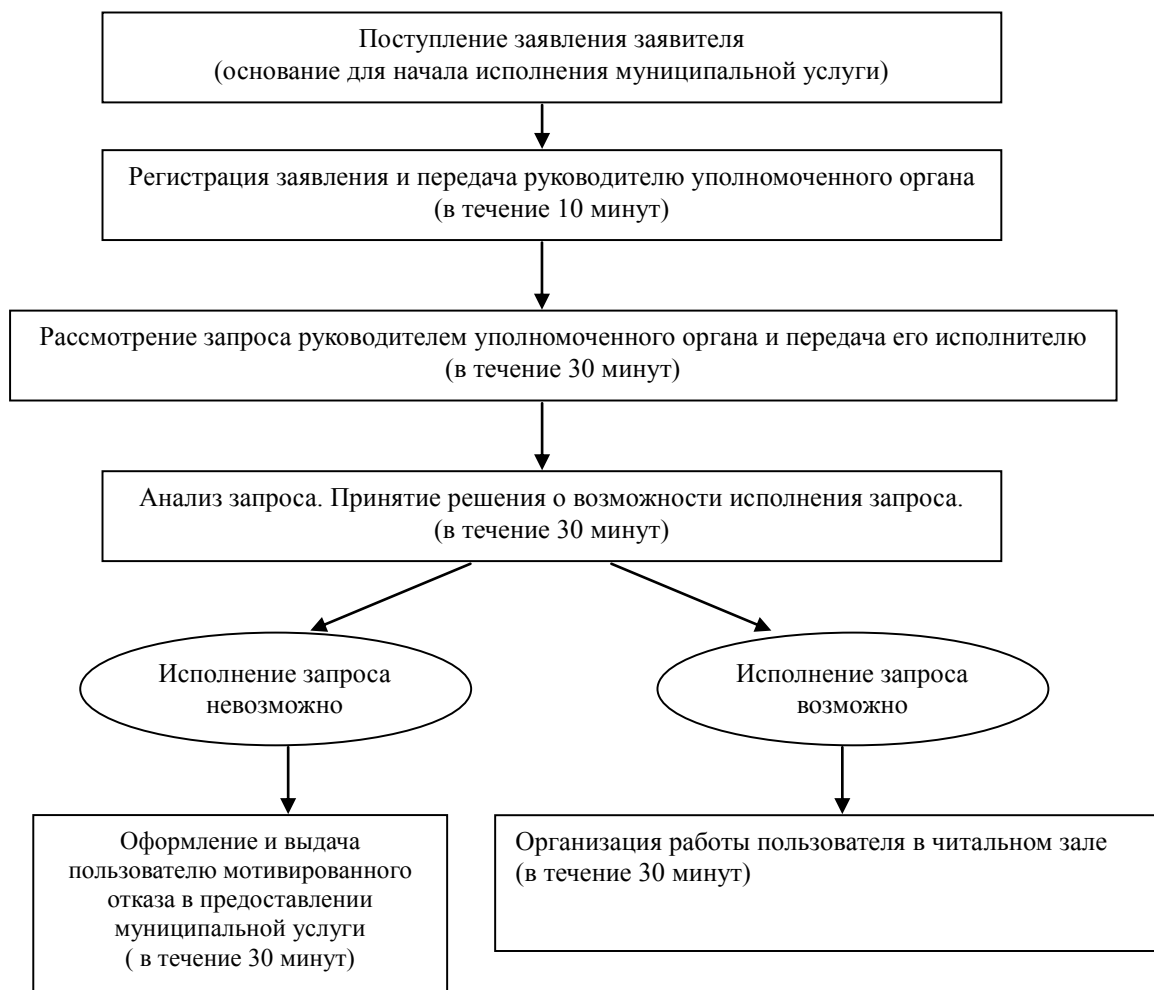 Поступление заявления заявителя
(основание для начала исполнения муниципальной услуги)
Регистрация заявления и передача руководителю уполномоченного органа
(в течение 10 минут)
Рассмотрение запроса руководителем уполномоченного органа и передача его исполнителю
(в течение 30 минут)
Анализ запроса. Принятие решения о возможности исполнения запроса.
(в течение 30 минут)
Исполнение запроса
невозможно
Исполнение запроса
возможно
Оформление и выдача
пользователю мотивированного
отказа в предоставлении
муниципальной услуги
( в течение 30 минут)
Организация работы пользователя в читальном зале
(в течение 30 минут)